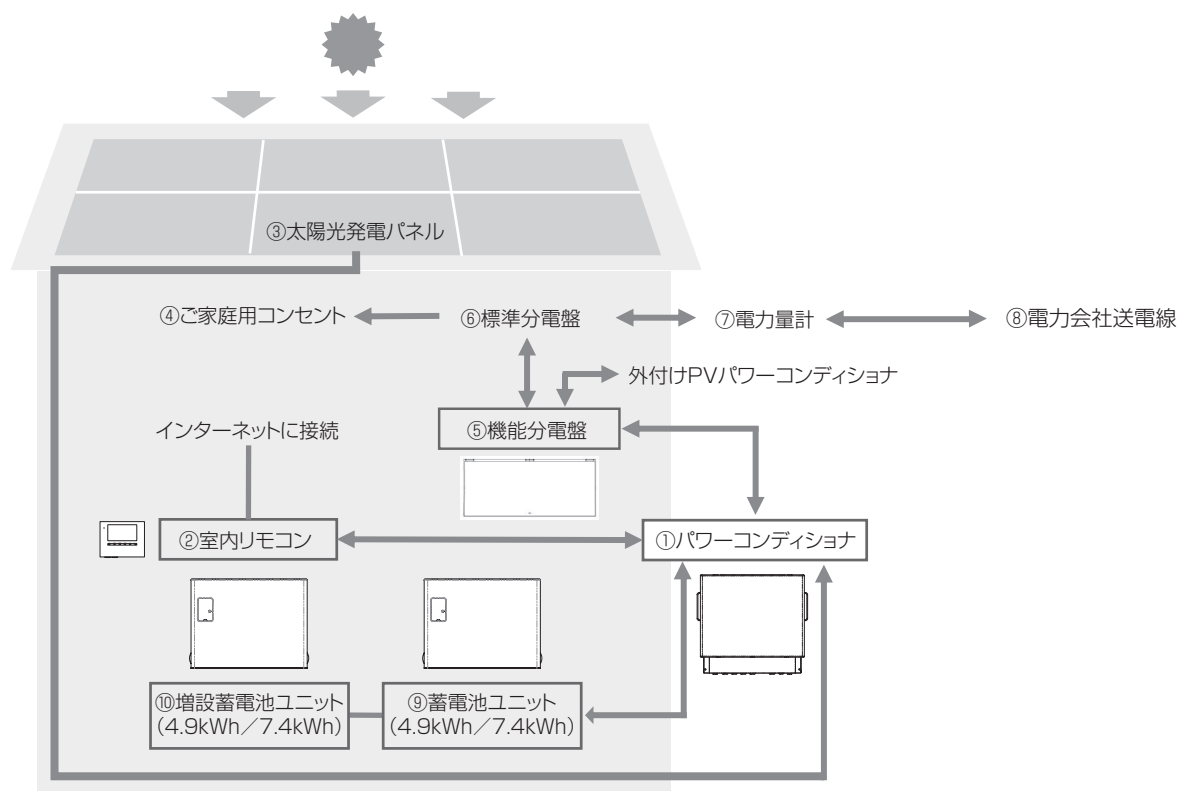 ③太陽光発電パネル
④ご家庭用コンセント
⑥標準分電盤
⑦電力量計
⑧電力会社送電線
外付けPVパワーコンディショナ
インターネットに接続
⑤機能分電盤
②室内リモコン
①パワーコンディショナ
⑩増設蓄電池ユニット
(4.9kWh／7.4kWh)
⑨蓄電池ユニット
(4.9kWh／7.4kWh)